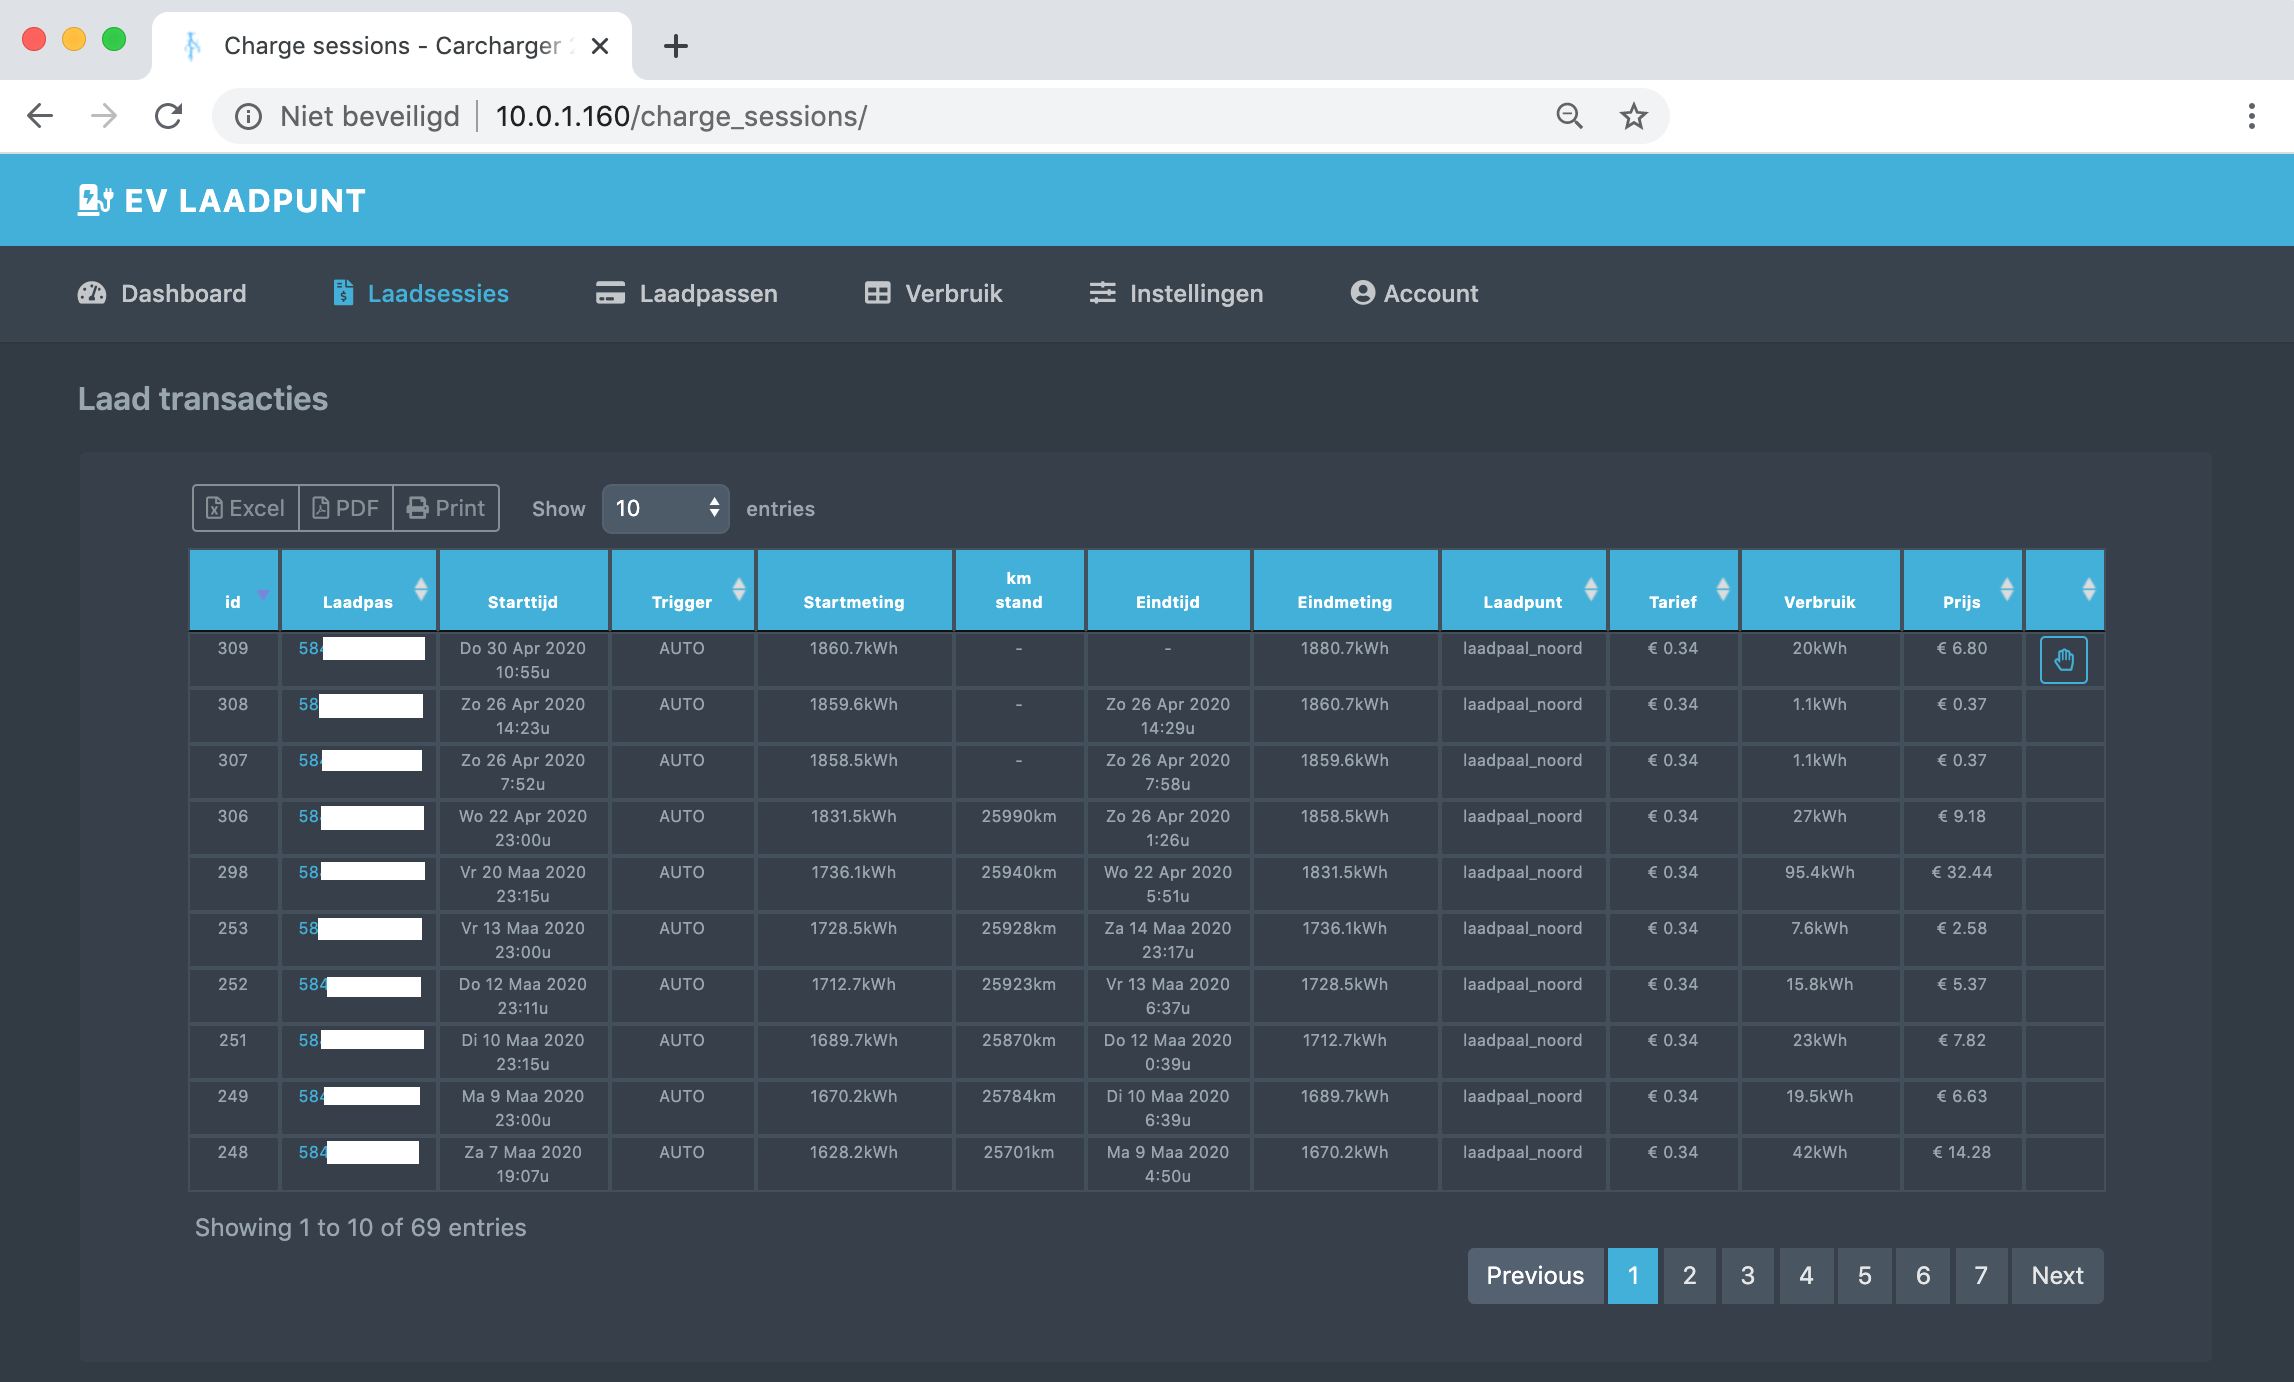 Charge sessions - Carcharger
Niet beveiligd 10.0.1.160/charge_sessions/
EV LAADPUNT
Dashboard Laadsessies Laadpassen Verbruik Instellingen Account
Laad transacties
Excel PDF Print Show 10 entries
km
id Laadpas Starttijd Trigger Startmeting stand Eindtijd Eindmeting Laadpunt Tarief Verbruik Prijs
309 584 Do 30 Apr 2020 AUTO 1860.7kWh - - 1880.7kWh laadpaal_noord € 0.34 20kWh € 6.80
10:55u
308 58 Zo 26 Apr 2020 AUTO 1859.6kWh - Zo 26 Apr 2020 1860.7kWh laadpaal_noord € 0.34 1.1kWh € 0.37
14:23u 14:29u
307 584 Zo 26 Apr 2020 AUTO 1858.5kWh - Zo 26 Apr 2020 1859.6kWh laadpaal_noord € 0.34 1.1kWh € 0.37
7:52u 7:58u
306 58 Wo 22 Apr 2020 AUTO 1831.5kWh 25990km Zo 26 Apr 2020 1858.5kWh laadpaal_noord € 0.34 27kWh € 9.18
23:00u 1:26u
298 58 Vr 20 Maa 2020 AUTO 1736.1kWh 25940km Wo 22 Apr 2020 1831.5kWh laadpaal_noord € 0.34 95.4kWh € 32.44
23:15u 5:51u
253 58 Vr 13 Maa 2020 AUTO 1728.5kWh 25928km Za 14 Maa 2020 1736.1kWh laadpaal_noord € 0.34 7.6kWh € 2.58
23:00u 23:17u
252 584 Do 12 Maa 2020 AUTO 1712.7kWh 25923km Vr 13 Maa 2020 1728.5kWh laadpaal_noord € 0.34 15.8kWh € 5.37
23:11u 6:37u
251 58 Di 10 Maa 2020 AUTO 1689.7kWh 25870km Do 12 Maa 2020 1712.7kWh laadpaal_noord € 0.34 23kWh € 7.82
23:15u 0:39u
249 584 Ma 9 Maa 2020 AUTO 1670.2kWh 25784km Di 10 Maa 2020 1689.7kWh laadpaal_noord € 0.34 19.5kWh € 6.63
23:00u 6:39u
248 584 Za 7 Maa 2020 AUTO 1628.2kWh 25701km Ma 9 Maa 2020 1670.2kWh laadpaal_noord € 0.34 42kWh € 14.28
19:07u 4:50u
Showing 1 to 10 of 69 entries
Previous 1 2 3 4 5 6 7 Next